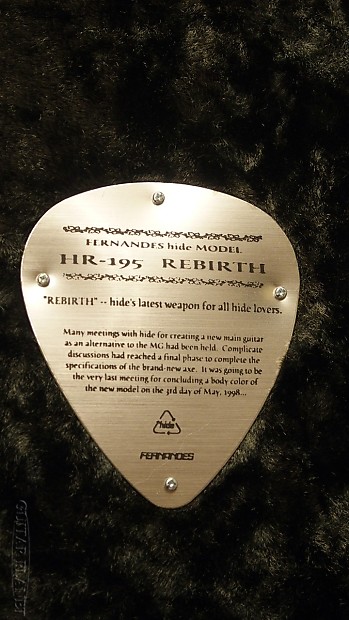 FERNANDES hide MODEL
HR-195 REBIRTH
"REBIRTH" -- hide's latest weapon for all hide lovers.
Many meetings with hide for creating a new main guitar
as an alternative to the MG had been held. Complicate
discussions had reached a final phase to complete the
specifications of the brand-new axe. It was going to be
the very last meeting for concluding a body color of
the new model on the 3rd day of May, 1998...
hide
FERNANDES